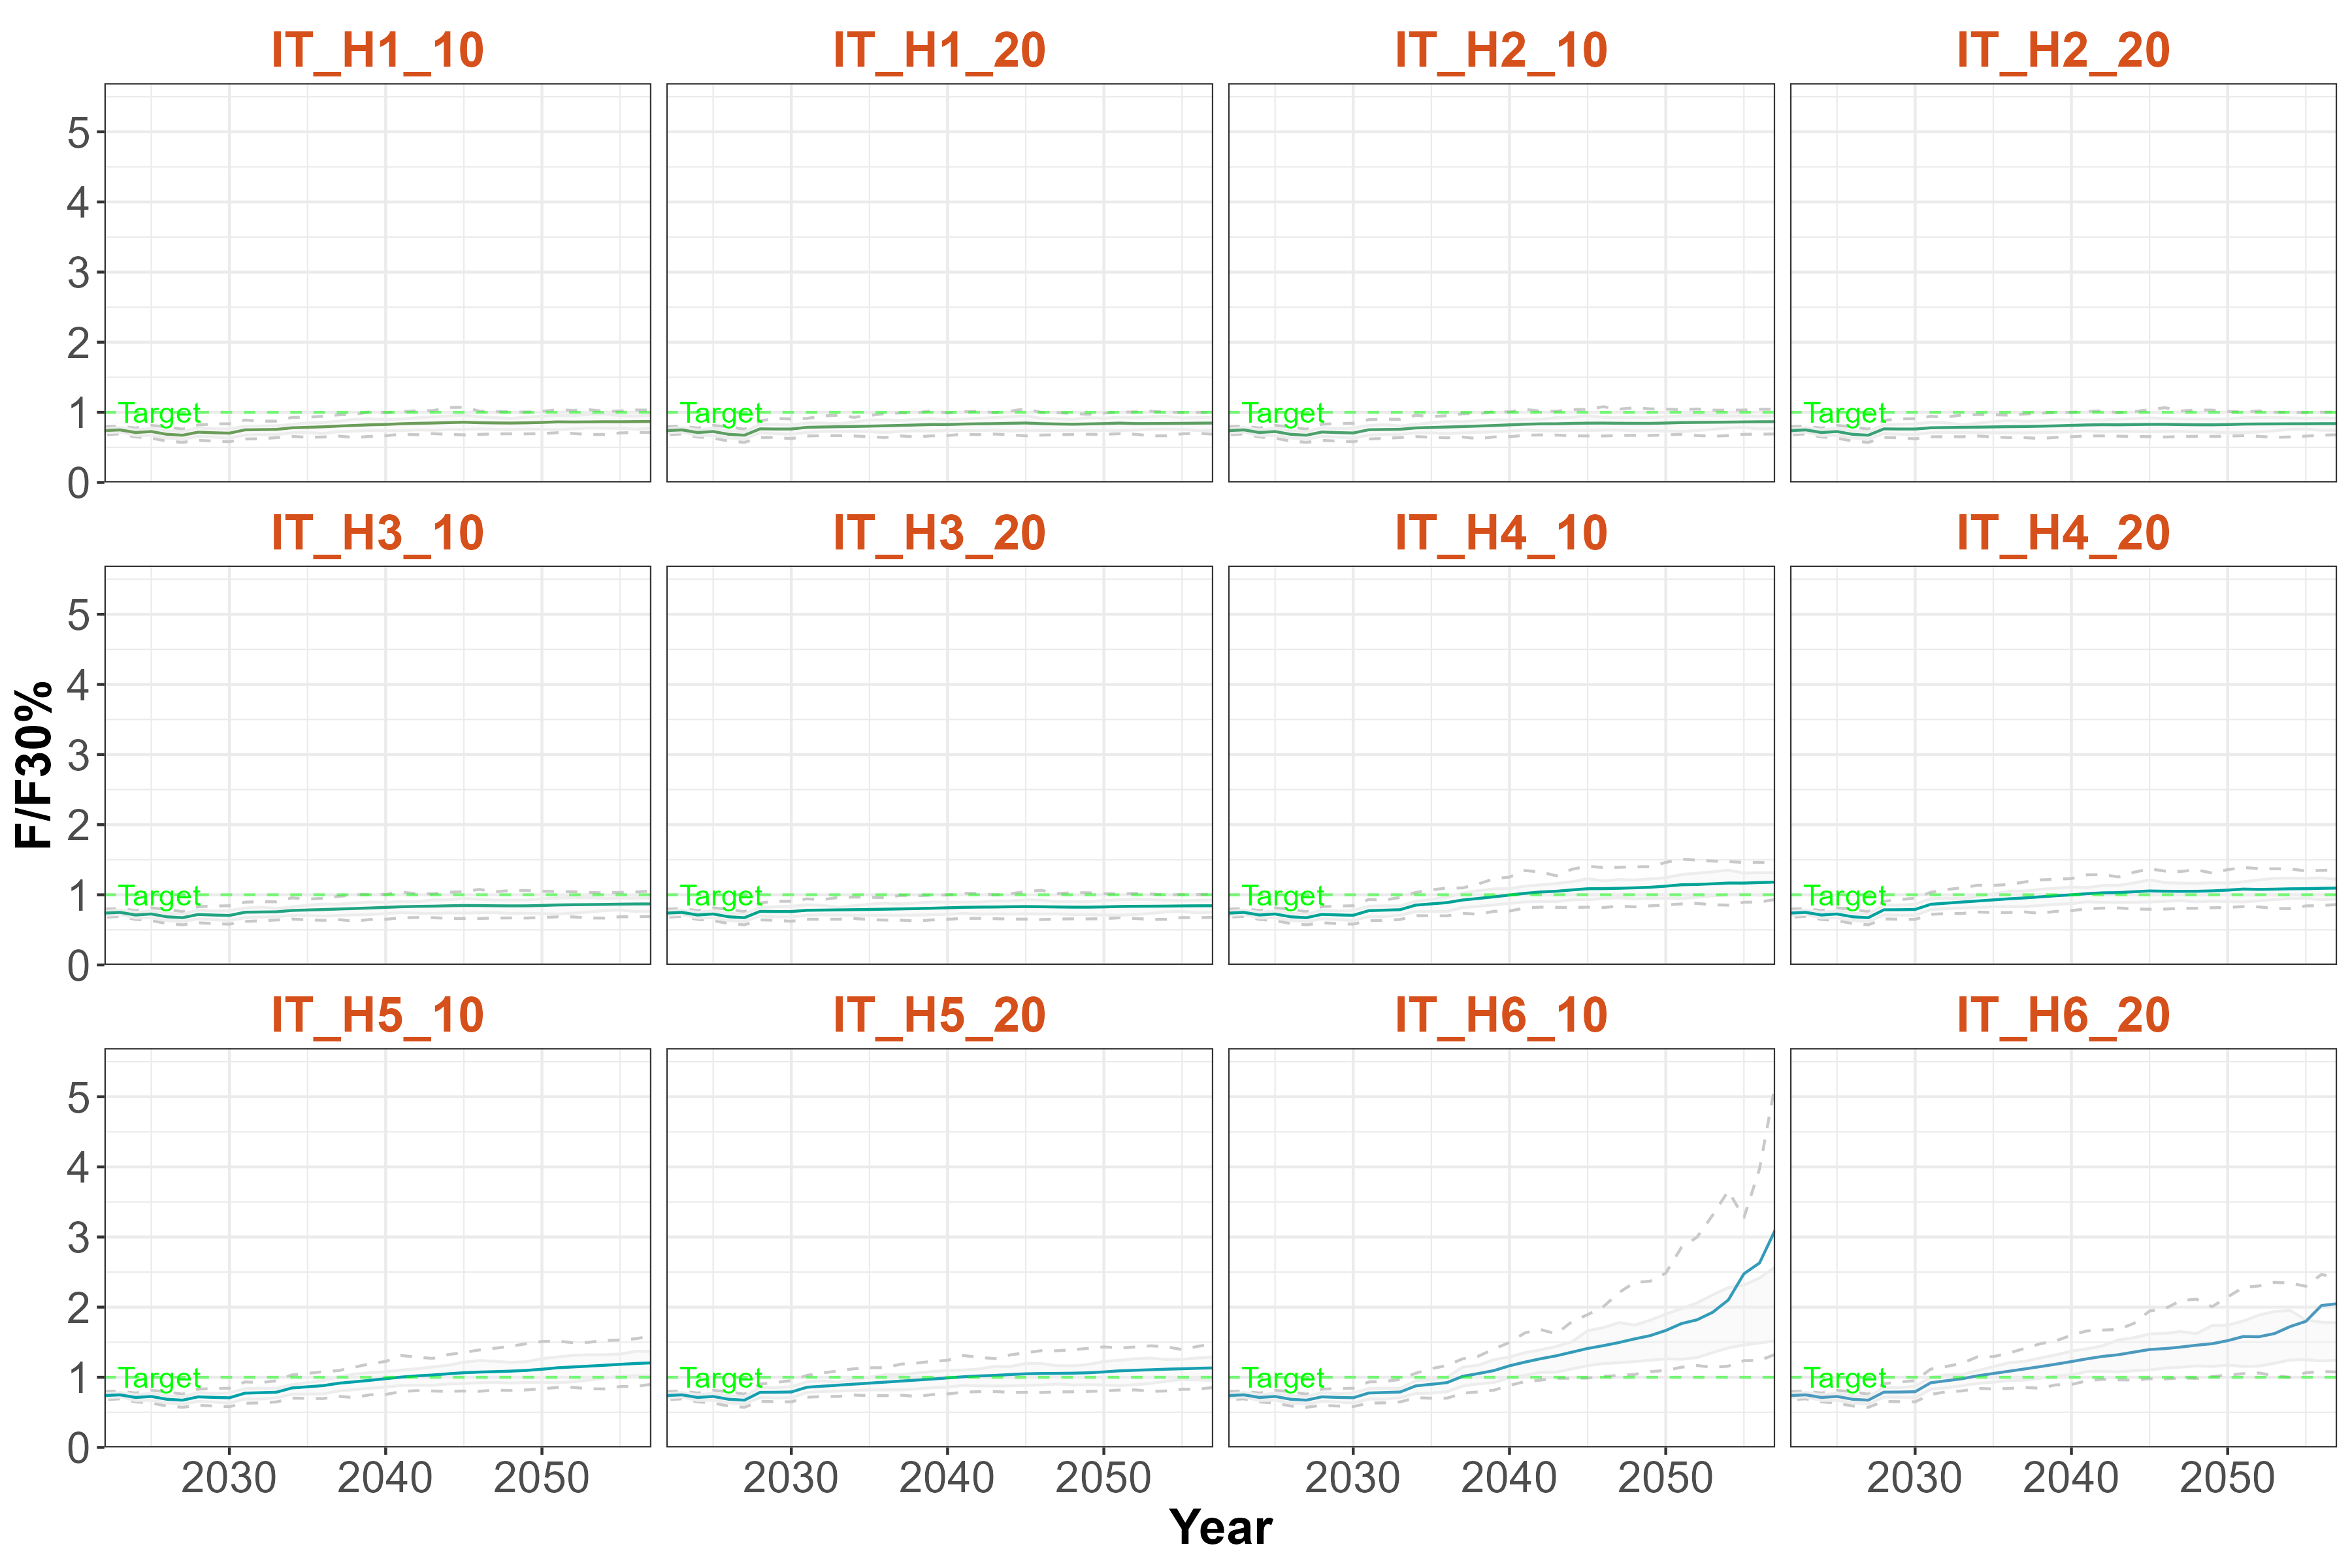 IT_H1_10 IT_H1_20 IT_H2_10 IT_H2_20
5
4
3
2
1
0
Target Target Target Target
IT_H3_10 IT_H3_20 IT_H4_10 IT_H4_20
5
4
3
2
1
0
Target Target Target Target
F/F30%
IT_H5_10 IT_H5_20 IT_H6_10 IT_H6_20
5
4
3
2
1
0
Target Target Target Target
2030 2040 2050 2030 2040 2050 2030 2040 2050 2030 2040 2050
Year